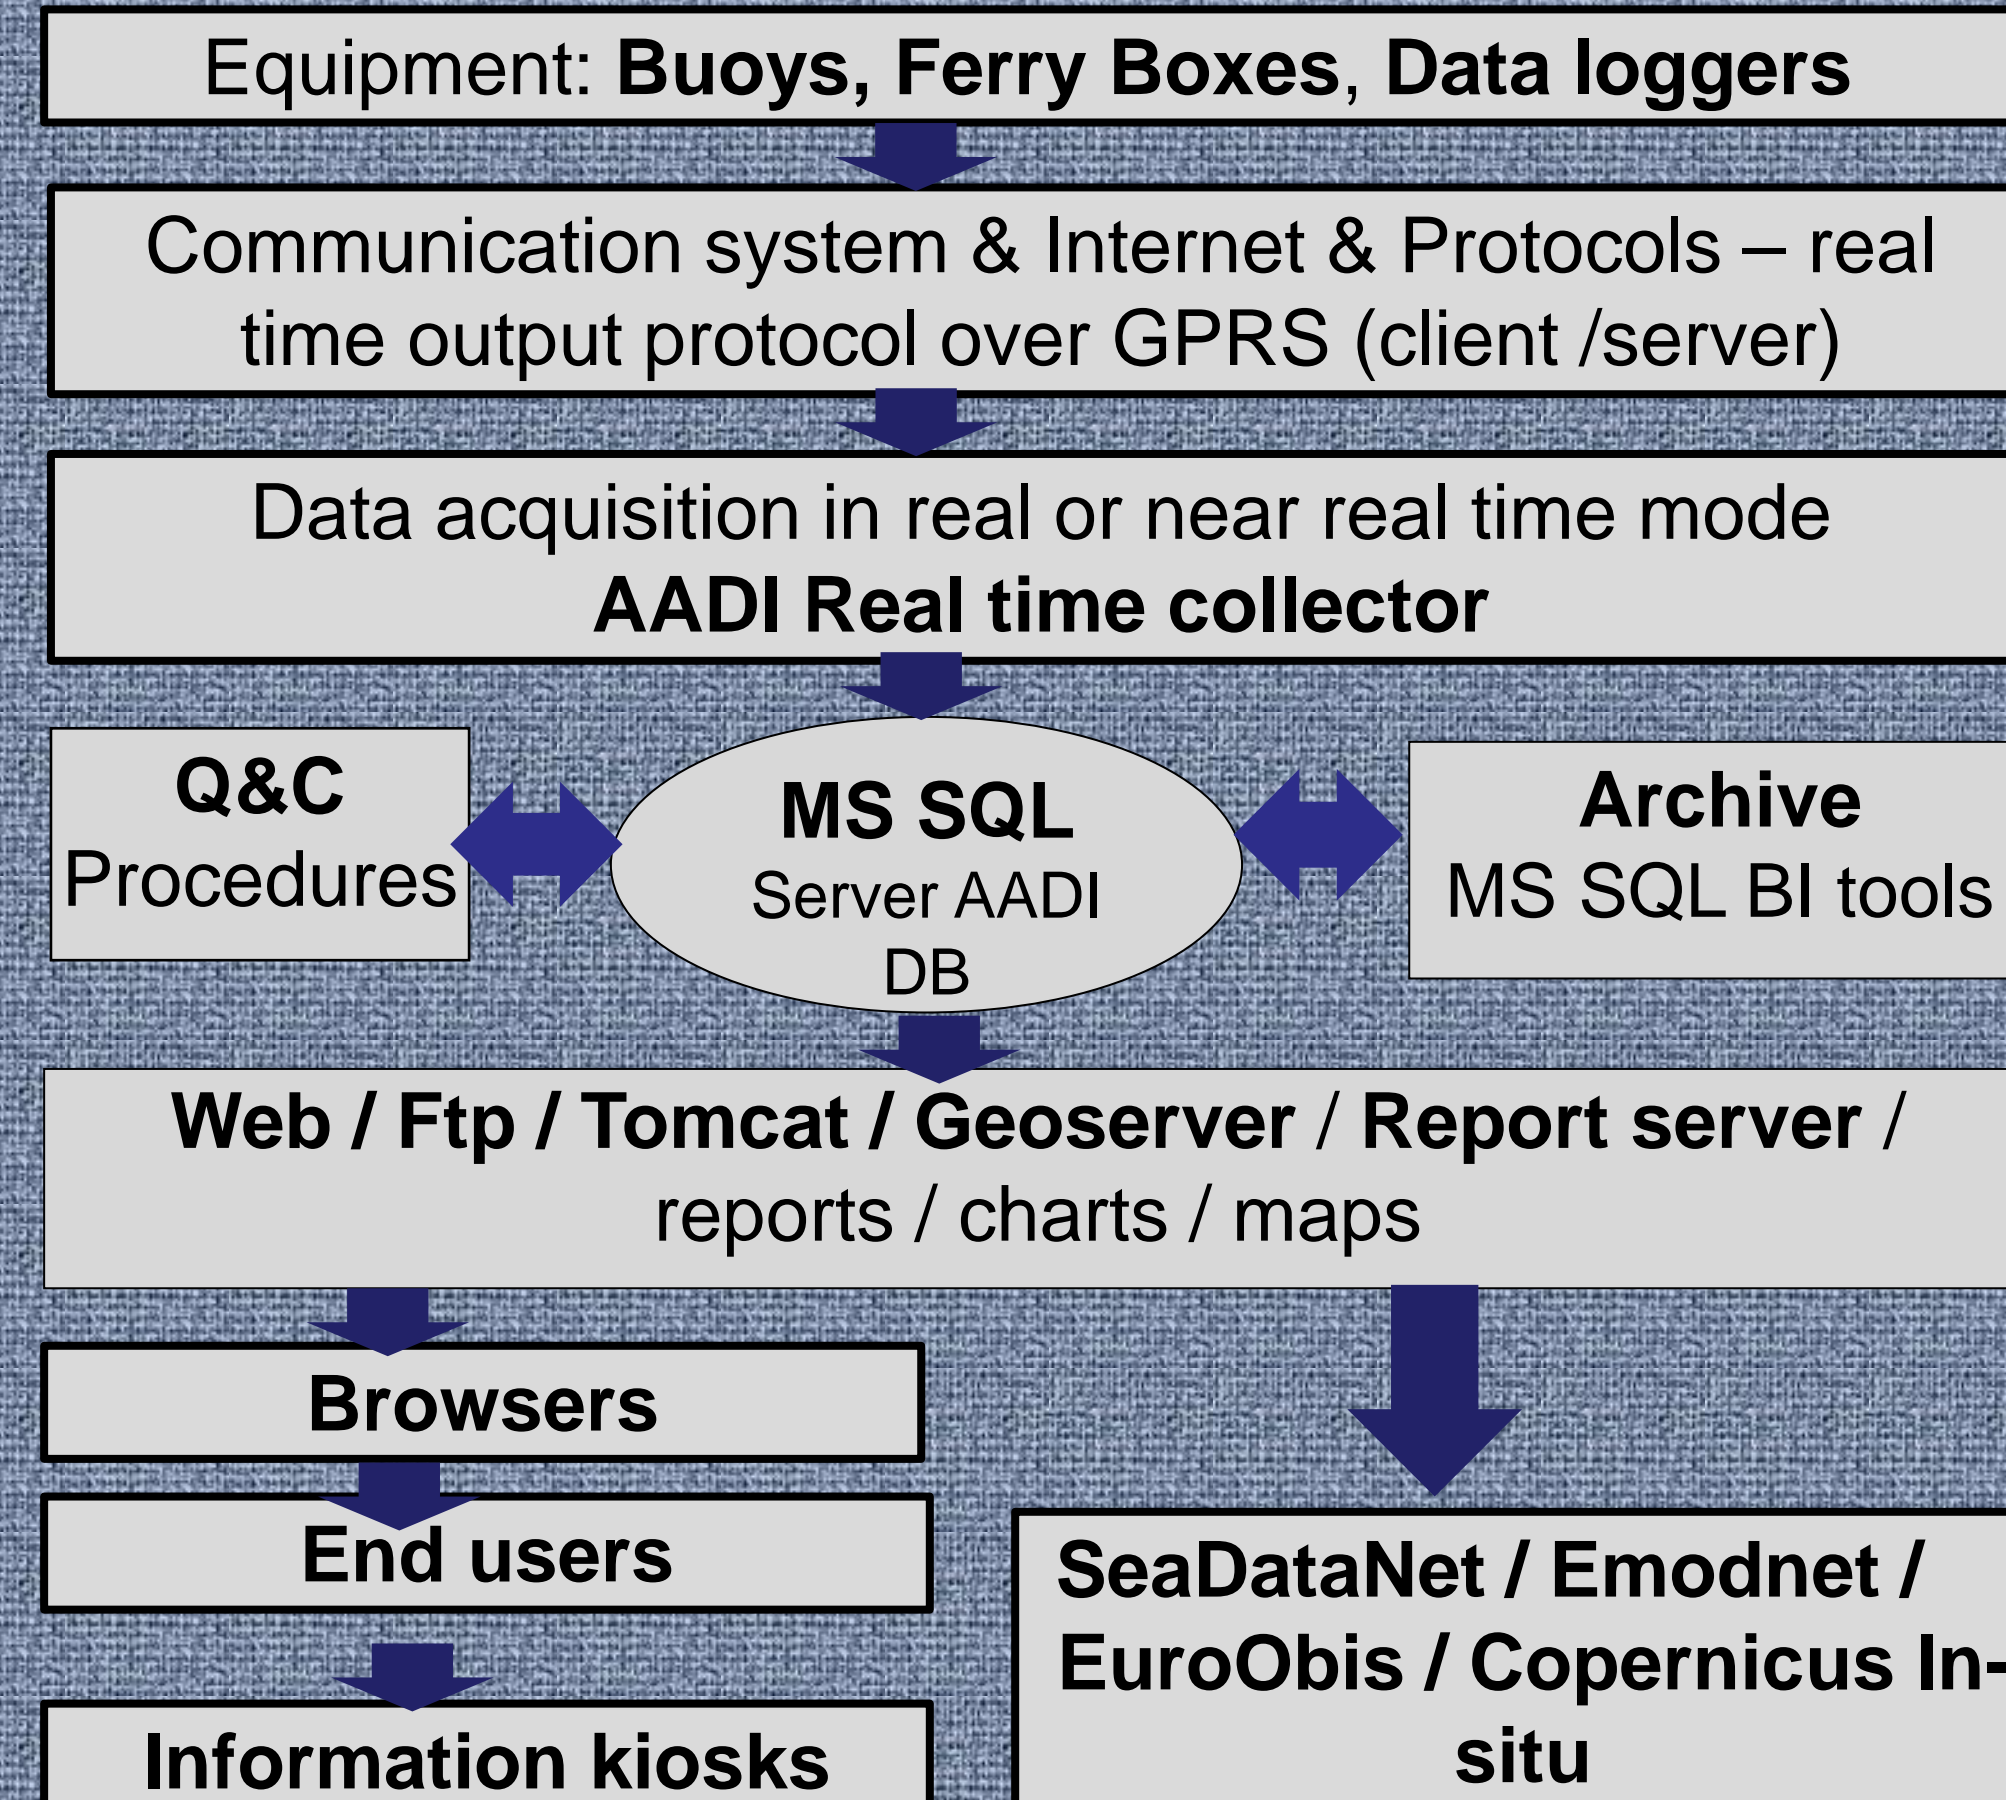 Equipment: Buoys, Ferry Boxes, Data loggers
Communication system & Internet & Protocols – real
time output protocol over GPRS (client /server)
Data acquisition in real or near real time mode
AADI Real time collector
Q&C
Procedures
MS SQL
Server AADI
DB
Archive
MS SQL BI tools
Web / Ftp / Tomcat / Geoserver / Report server /
reports / charts / maps
Browsers
End users
Information kiosks
SeaDataNet / Emodnet /
EuroObis / Copernicus In-
situ